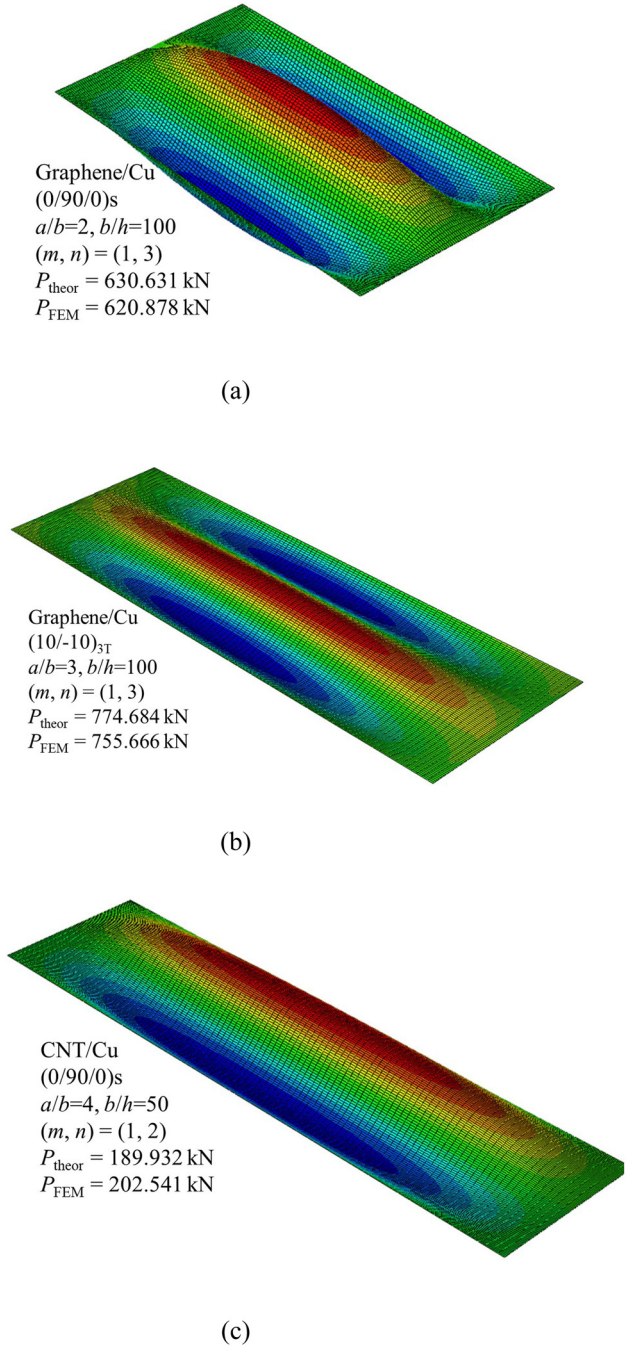 Graphene/Cu
(0/90/0)s
a/b=2, b/h=100
(m, n) = (1, 3)
Ptheor = 630.631 kN
PFEM = 620.878 kN
(a)
Graphene/Cu
(10/-10)3T
a/b=3, b/h=100
(m, n) = (1, 3)
Ptheor = 774.684 kN
PFEM = 755.666 kN
(b)
CNT/Cu
(0/90/0)s
a/b=4, b/h=50
(m, n) = (1, 2)
Ptheor = 189.932 kN
PFEM = 202.541 kN
(c)